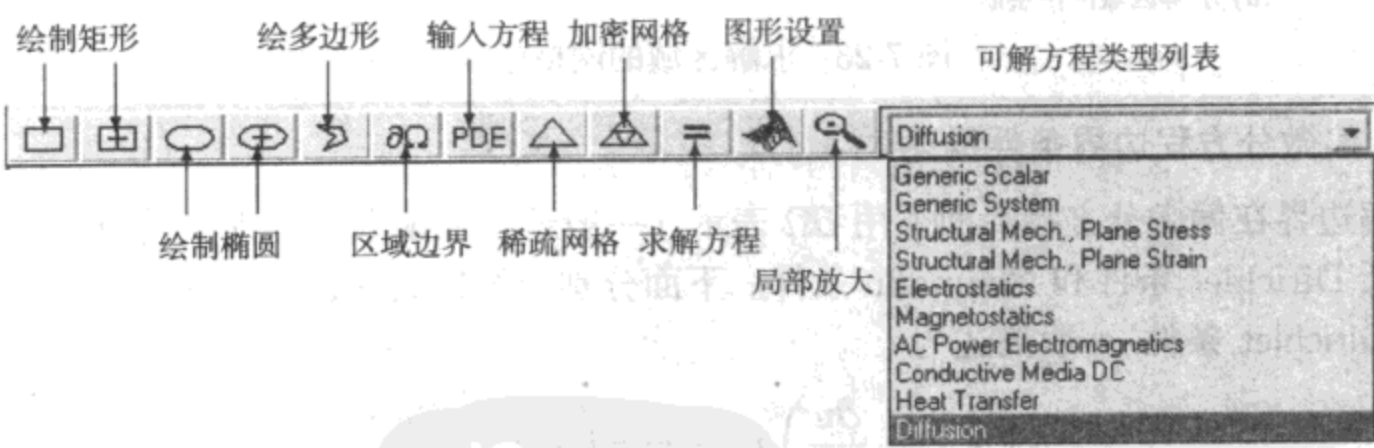 绘制矩形 绘多边形 输入方程 加密网格 图形设置
可解方程类型列表
∂Ω PDE = Diffusion
绘制椭圆 区域边界 稀疏网格 求解方程
局部放大
Generic Scalar
Generic System
Structural Mech., Plane Stress
Structural Mech., Plane Strain
Electrostatics
Magnetostatics
AC Power Electromagnetics
Conductive Media DC
Heat Transfer
Diffusion